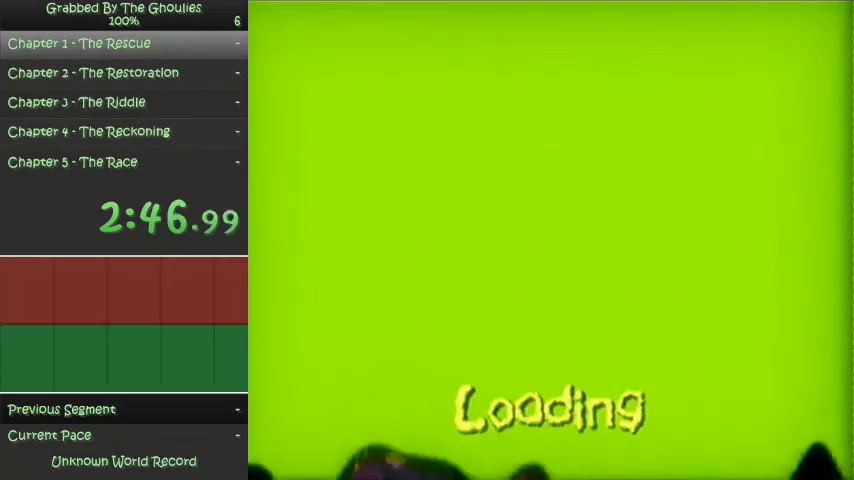 Grabbed By The Ghoulies
100% 6
Chapter 1 - The Rescue -
Chapter 2 - The Restoration -
Chapter 3 - The Riddle -
Chapter 4 - The Reckoning -
Chapter 5 - The Race -
2:46.99
Previous Segment -
Current Pace -
Unknown World Record
Loading